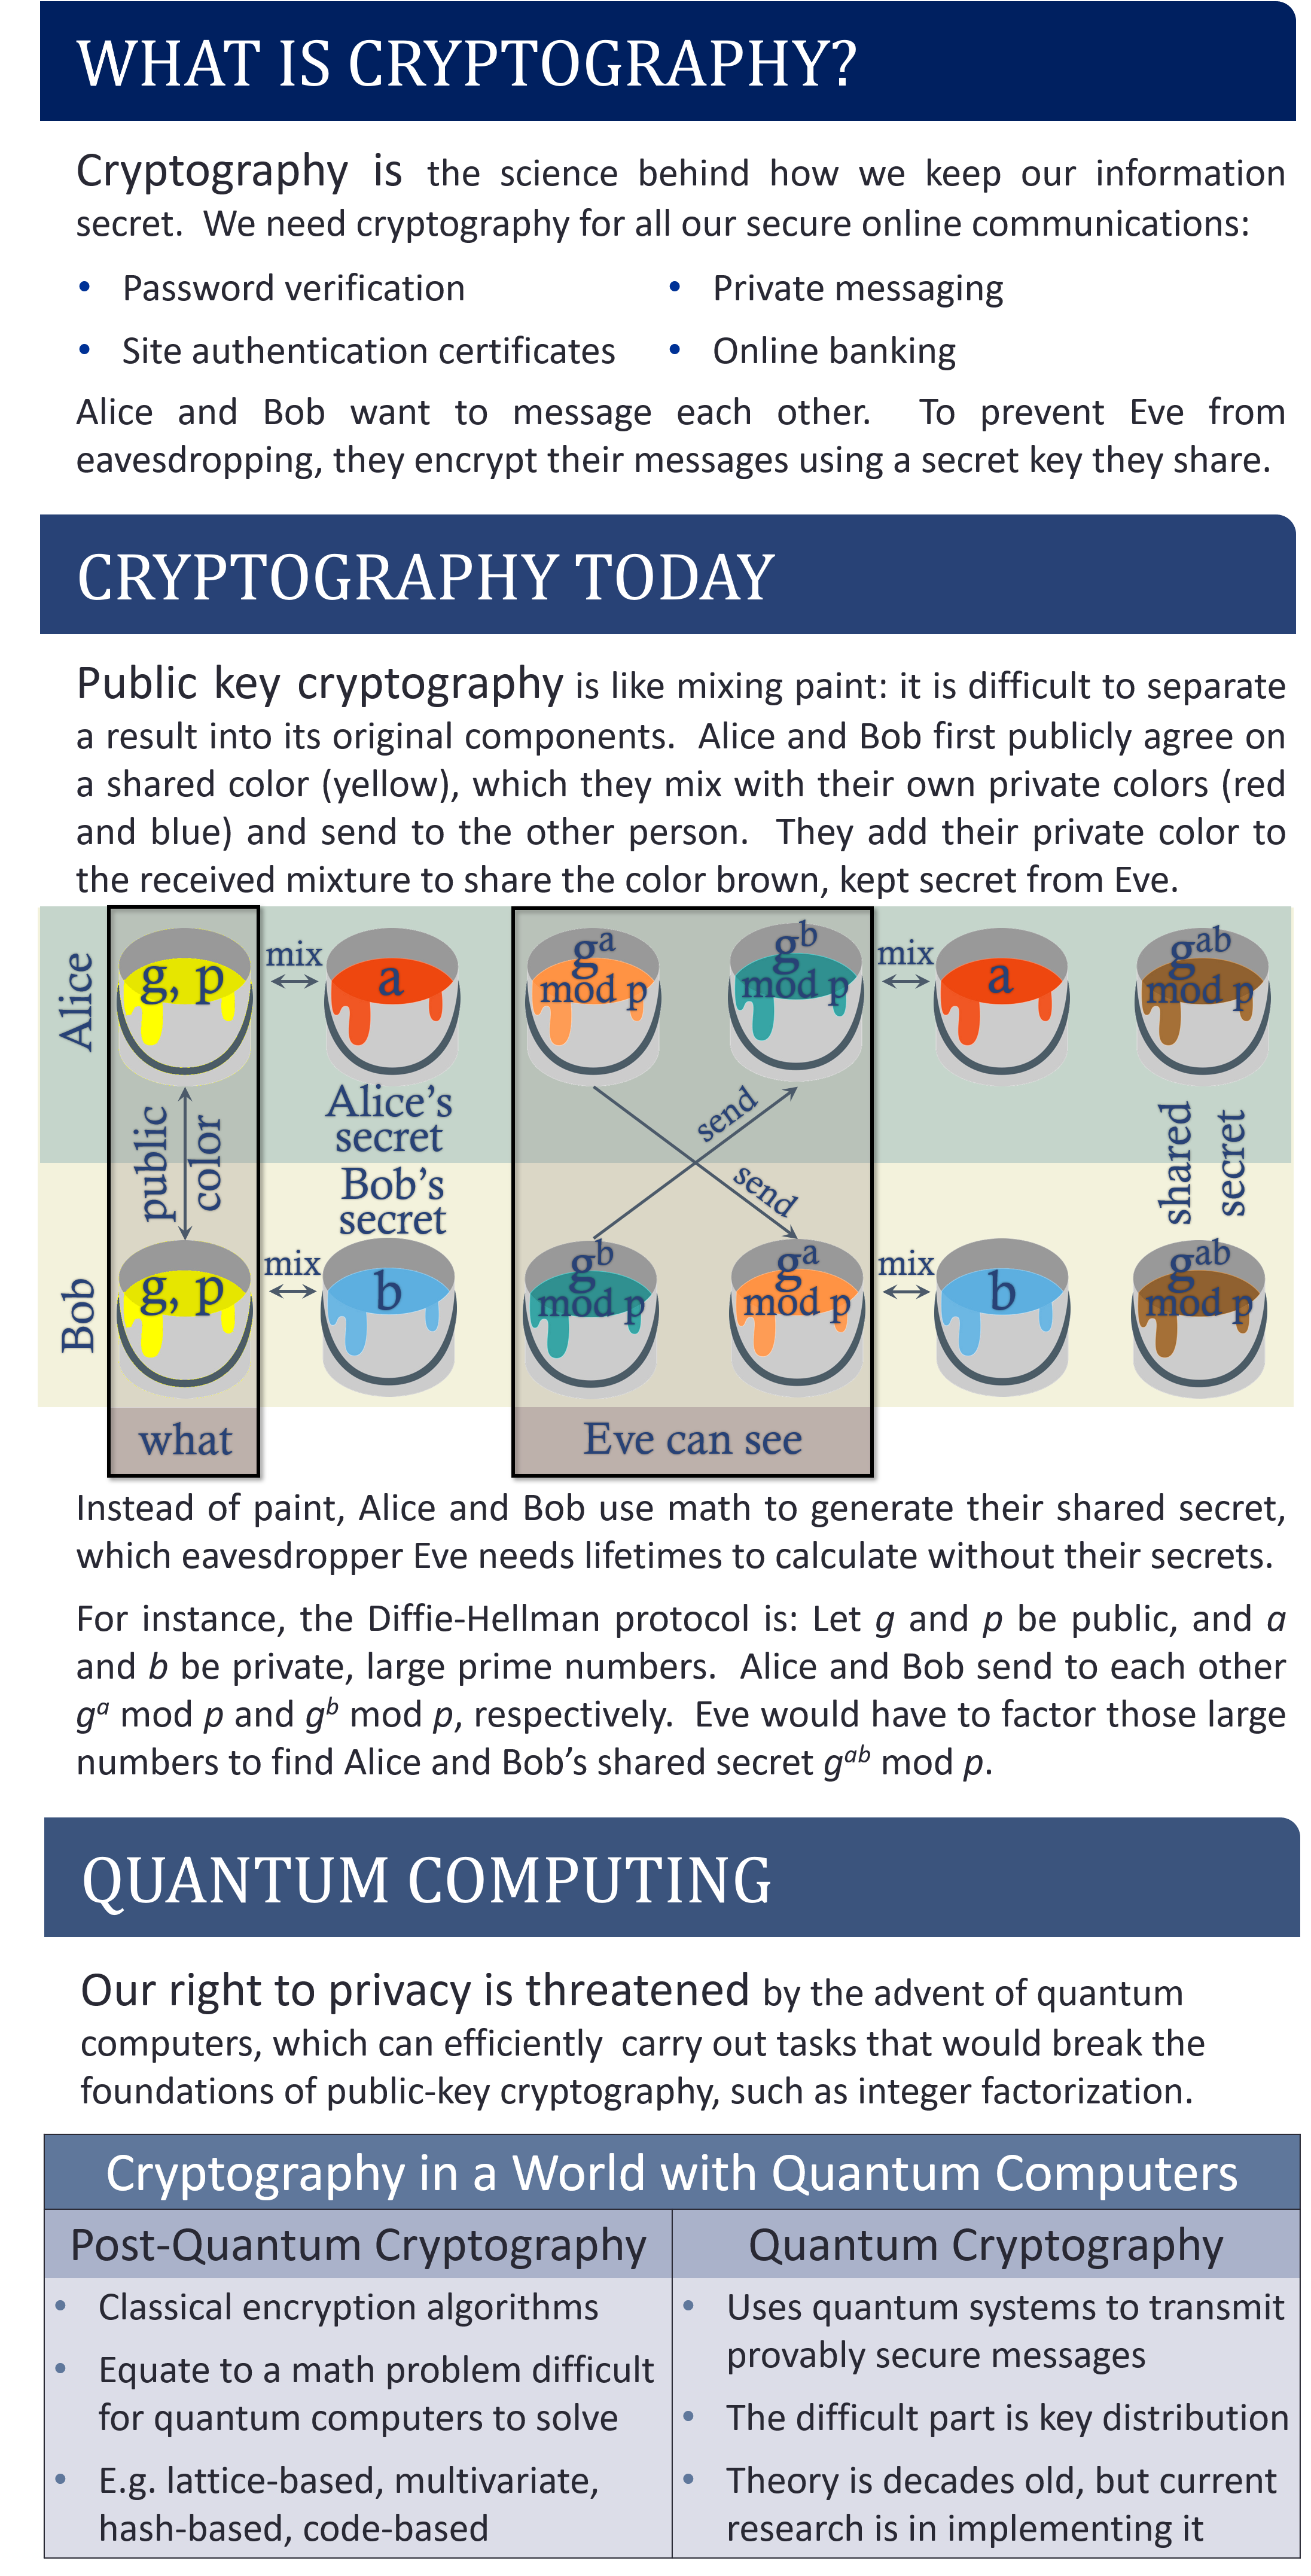 WHAT IS CRYPTOGRAPHY?
Cryptography is the science behind how we keep our information
secret. We need cryptography for all our secure online communications:
• Password verification
• Site authentication certificates
• Private messaging
• Online banking
Alice and Bob want to message each other. To prevent Eve from
eavesdropping, they encrypt their messages using a secret key they share.
CRYPTOGRAPHY TODAY
Public key cryptography is like mixing paint: it is difficult to separate
a result into its original components. Alice and Bob first publicly agree on
a shared color (yellow), which they mix with their own private colors (red
and blue) and send to the other person. They add their private color to
the received mixture to share the color brown, kept secret from Eve.
Alice
g, p
mix
a
gᵃ
mod p
gᵇ
mod p
mix
a
gᵃᵇ
mod p
public
color
Alice's
secret
Bob's
secret
send
send
shared
secret
Bob
g, p
mix
b
gᵇ
mod p
gᵃ
mod p
mix
b
gᵃᵇ
mod p
what
Eve can see
Instead of paint, Alice and Bob use math to generate their shared secret,
which eavesdropper Eve needs lifetimes to calculate without their secrets.
For instance, the Diffie-Hellman protocol is: Let g and p be public, and a
and b be private, large prime numbers. Alice and Bob send to each other
gᵃ mod p and gᵇ mod p, respectively. Eve would have to factor those large
numbers to find Alice and Bob's shared secret gᵃᵇ mod p.
QUANTUM COMPUTING
Our right to privacy is threatened by the advent of quantum
computers, which can efficiently carry out tasks that would break the
foundations of public-key cryptography, such as integer factorization.
Cryptography in a World with Quantum Computers
Post-Quantum Cryptography
• Classical encryption algorithms
• Equate to a math problem difficult
for quantum computers to solve
• E.g. lattice-based, multivariate,
hash-based, code-based
Quantum Cryptography
• Uses quantum systems to transmit
provably secure messages
• The difficult part is key distribution
• Theory is decades old, but current
research is in implementing it